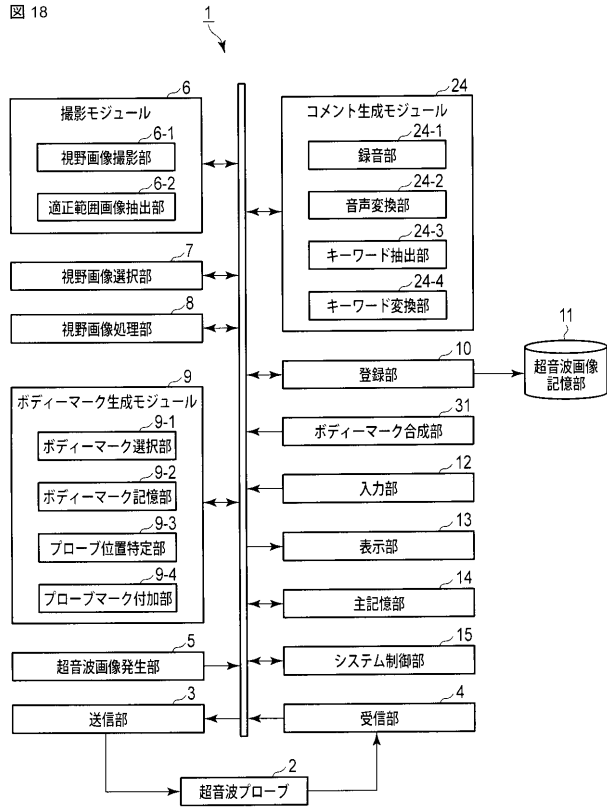 図 18
1
6
撮影モジュール
6-1
視野画像撮影部
6-2
適正範囲画像抽出部
7
視野画像選択部
8
視野画像処理部
9
ボディーマーク生成モジュール
9-1
ボディーマーク選択部
9-2
ボディーマーク記憶部
9-3
プローブ位置特定部
9-4
プローブマーク付加部
5
超音波画像発生部
3
送信部
24
コメント生成モジュール
24-1
録音部
24-2
音声変換部
24-3
キーワード抽出部
24-4
キーワード変換部
10
登録部
11
超音波画像
記憶部
31
ボディーマーク合成部
12
入力部
13
表示部
14
主記憶部
15
システム制御部
4
受信部
2
超音波プローブ